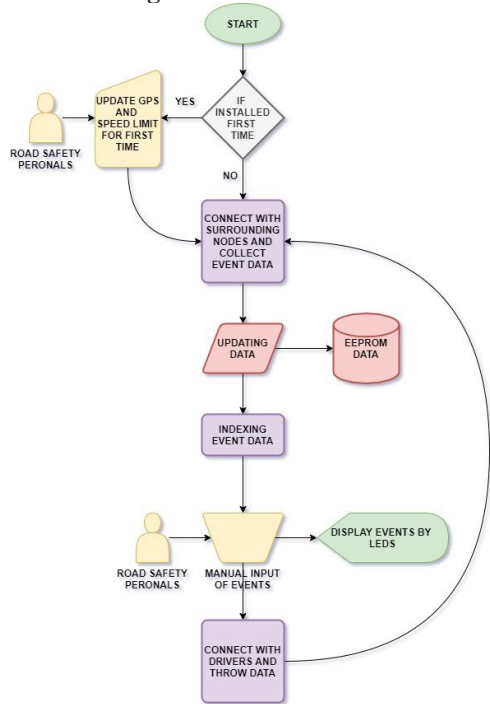 START
IF
INSTALLED
FIRST
TIME
YES
UPDATE GPS
AND
SPEED LIMIT
FOR FIRST
TIME
ROAD SAFETY
PERONALS
NO
CONNECT WITH
SURROUNDING
NODES AND
COLLECT
EVENT DATA
UPDATING
DATA
EEPROM
DATA
INDEXING
EVENT DATA
ROAD SAFETY
PERONALS
MANUAL INPUT
OF EVENTS
DISPLAY EVENTS BY
LEDS
CONNECT WITH
DRIVERS AND
THROW DATA